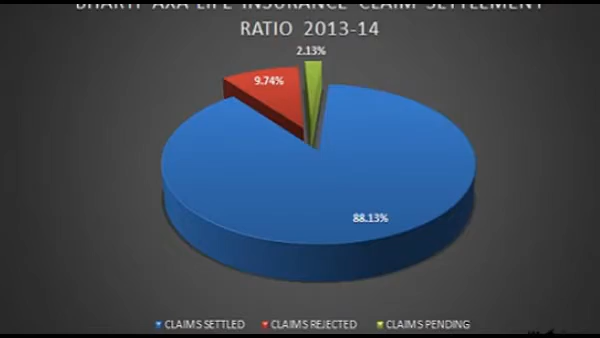 BHARTI AXA LIFE INSURANCE CLAIM SETTLEMENT
RATIO 2013-14
2.13%
9.74%
88.13%
CLAIMS SETTLED CLAIMS REJECTED CLAIMS PENDING